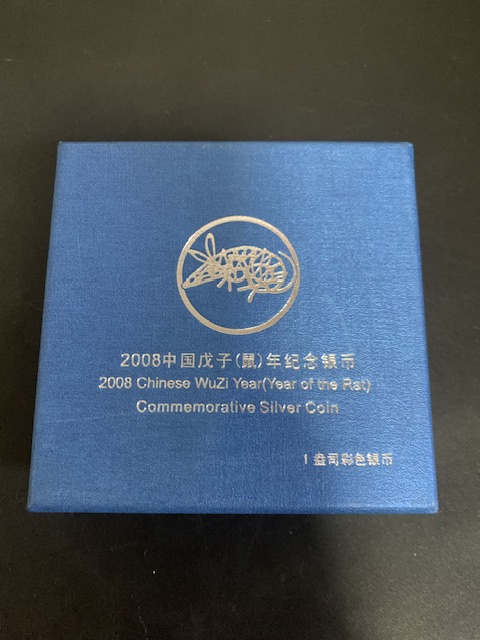 2008中国戊子(鼠)年纪念银币
2008 Chinese WuZi Year(Year of the Rat)
Commemorative Silver Coin
1 盎司彩色银币